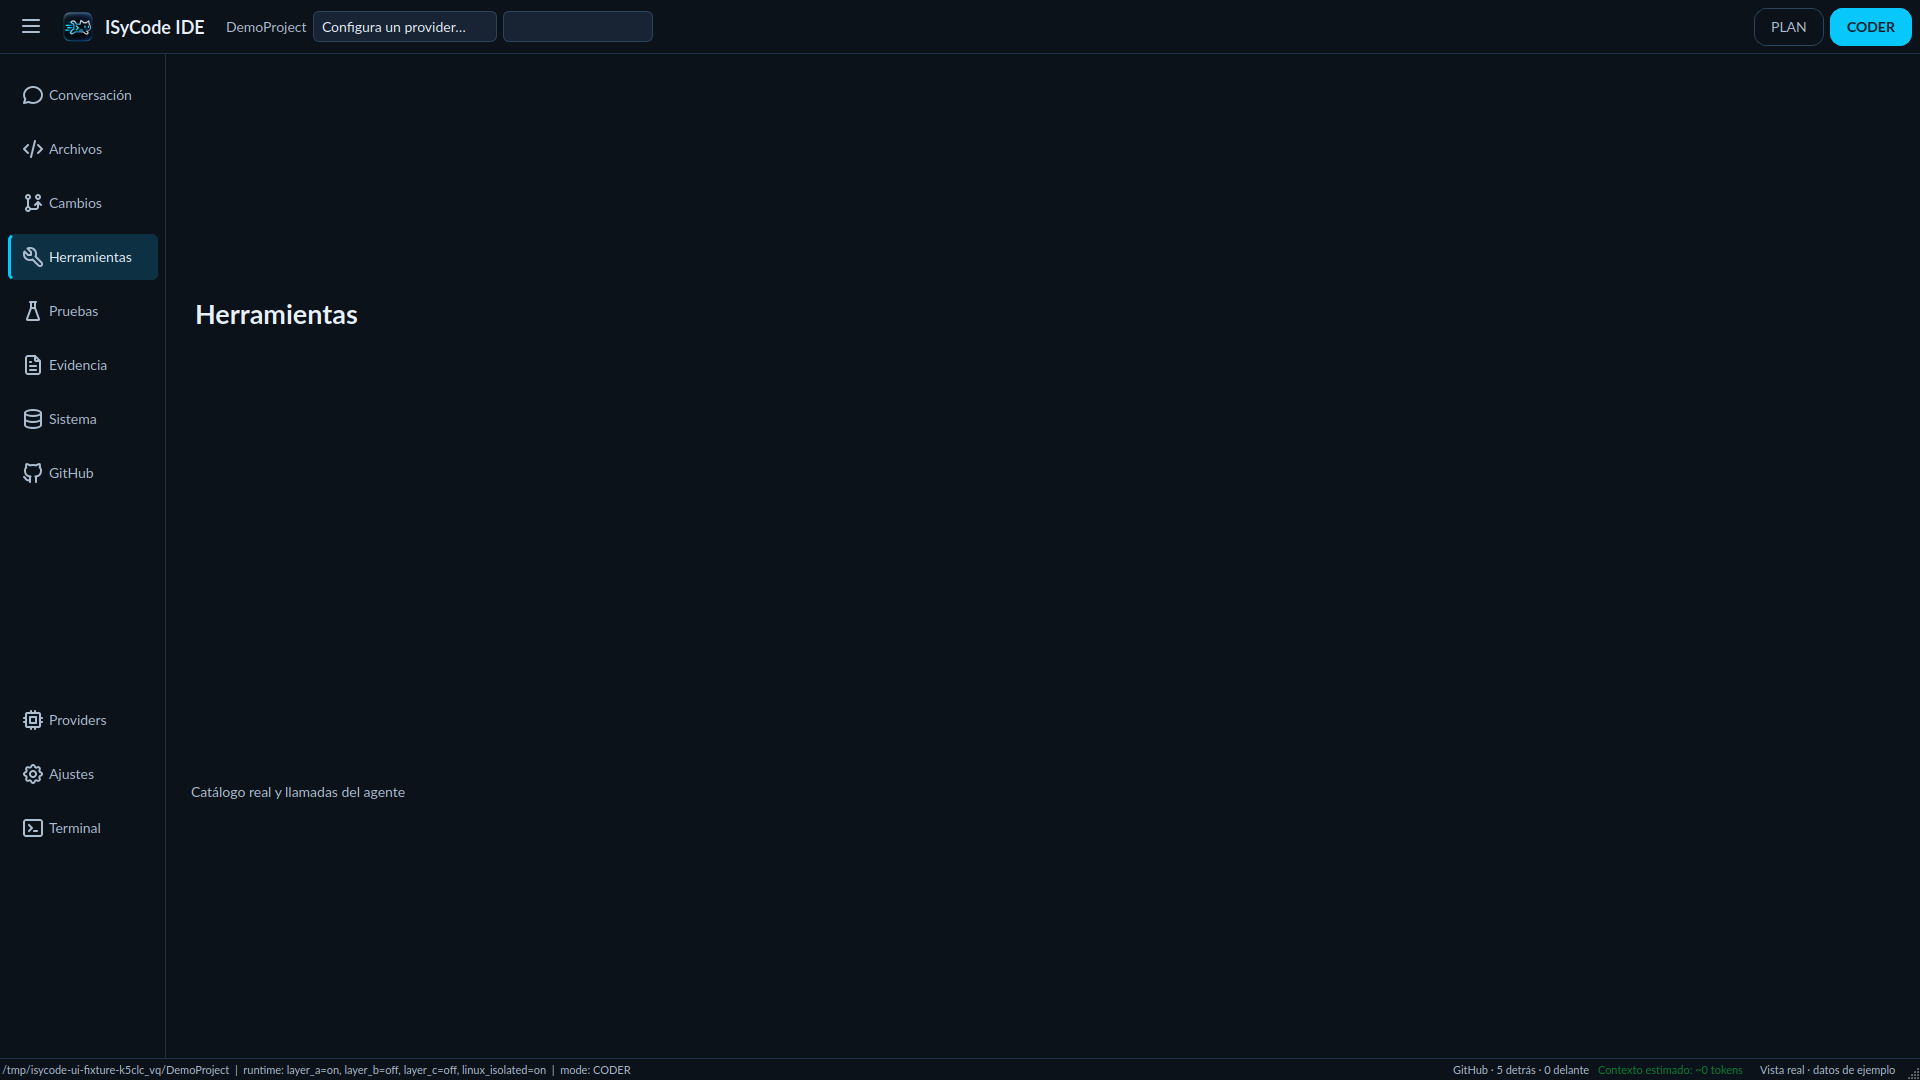 ISyCode IDE DemoProject Configura un provider... PLAN CODER
Conversación
Archivos
Cambios
Herramientas
Pruebas
Evidencia
Sistema
GitHub
Providers
Ajustes
Terminal
Herramientas
Catálogo real y llamadas del agente
/tmp/isycode-ui-fixture-k5clc_vq/DemoProject | runtime: layer_a=on, layer_b=off, layer_c=off, linux_isolated=on | mode: CODER
GitHub · 5 detrás · 0 delante Contexto estimado: ~0 tokens Vista real · datos de ejemplo